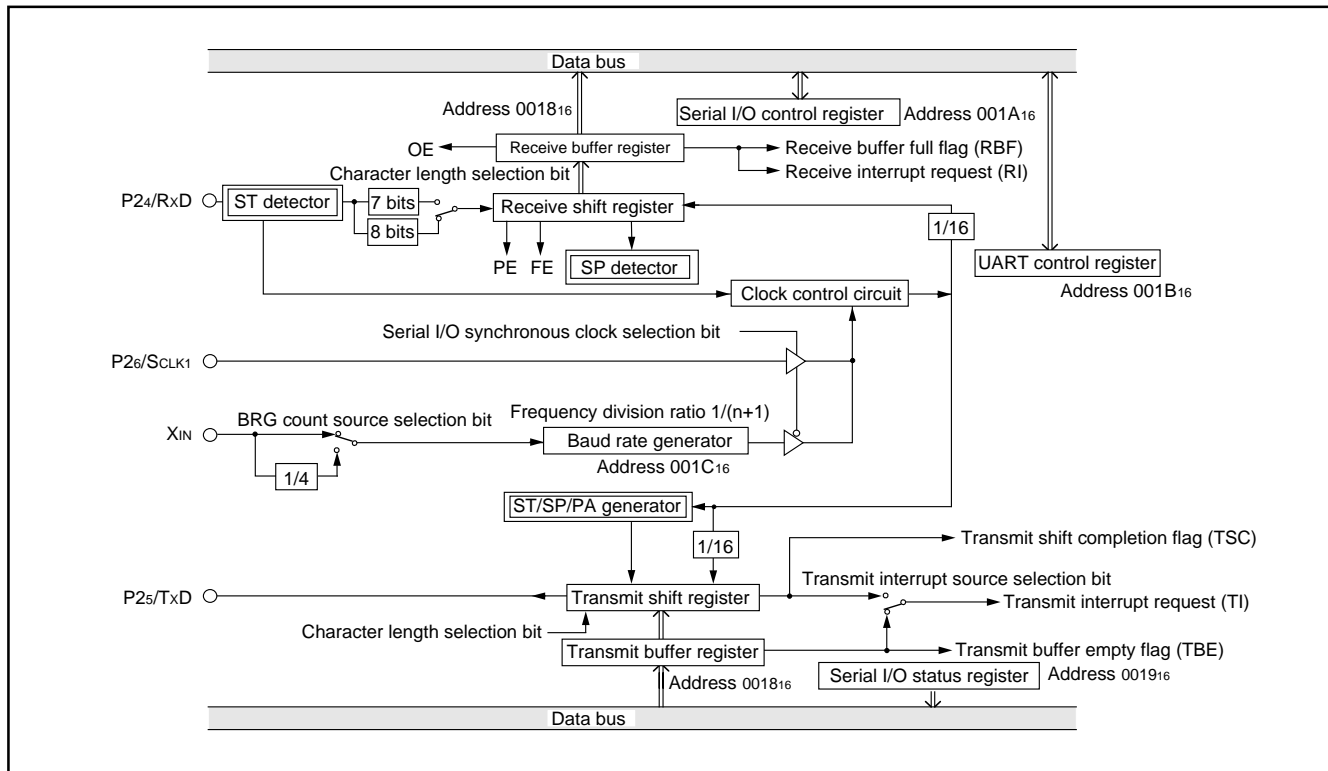 Data bus
Address 0018₁₆
Serial I/O control register
Address 001A₁₆
OE
Receive buffer register
Receive buffer full flag (RBF)
Receive interrupt request (RI)
Character length selection bit
P2₄/RxD
ST detector
7 bits
8 bits
Receive shift register
1/16
PE
FE
SP detector
UART control register
Address 001B₁₆
Clock control circuit
Serial I/O synchronous clock selection bit
P2₆/SCLK1
BRG count source selection bit
Frequency division ratio 1/(n+1)
XIN
Baud rate generator
Address 001C₁₆
1/4
ST/SP/PA generator
1/16
Transmit shift completion flag (TSC)
Transmit interrupt source selection bit
P2₅/TxD
Transmit shift register
Transmit interrupt request (TI)
Character length selection bit
Transmit buffer register
Transmit buffer empty flag (TBE)
Address 0018₁₆
Serial I/O status register
Address 0019₁₆
Data bus